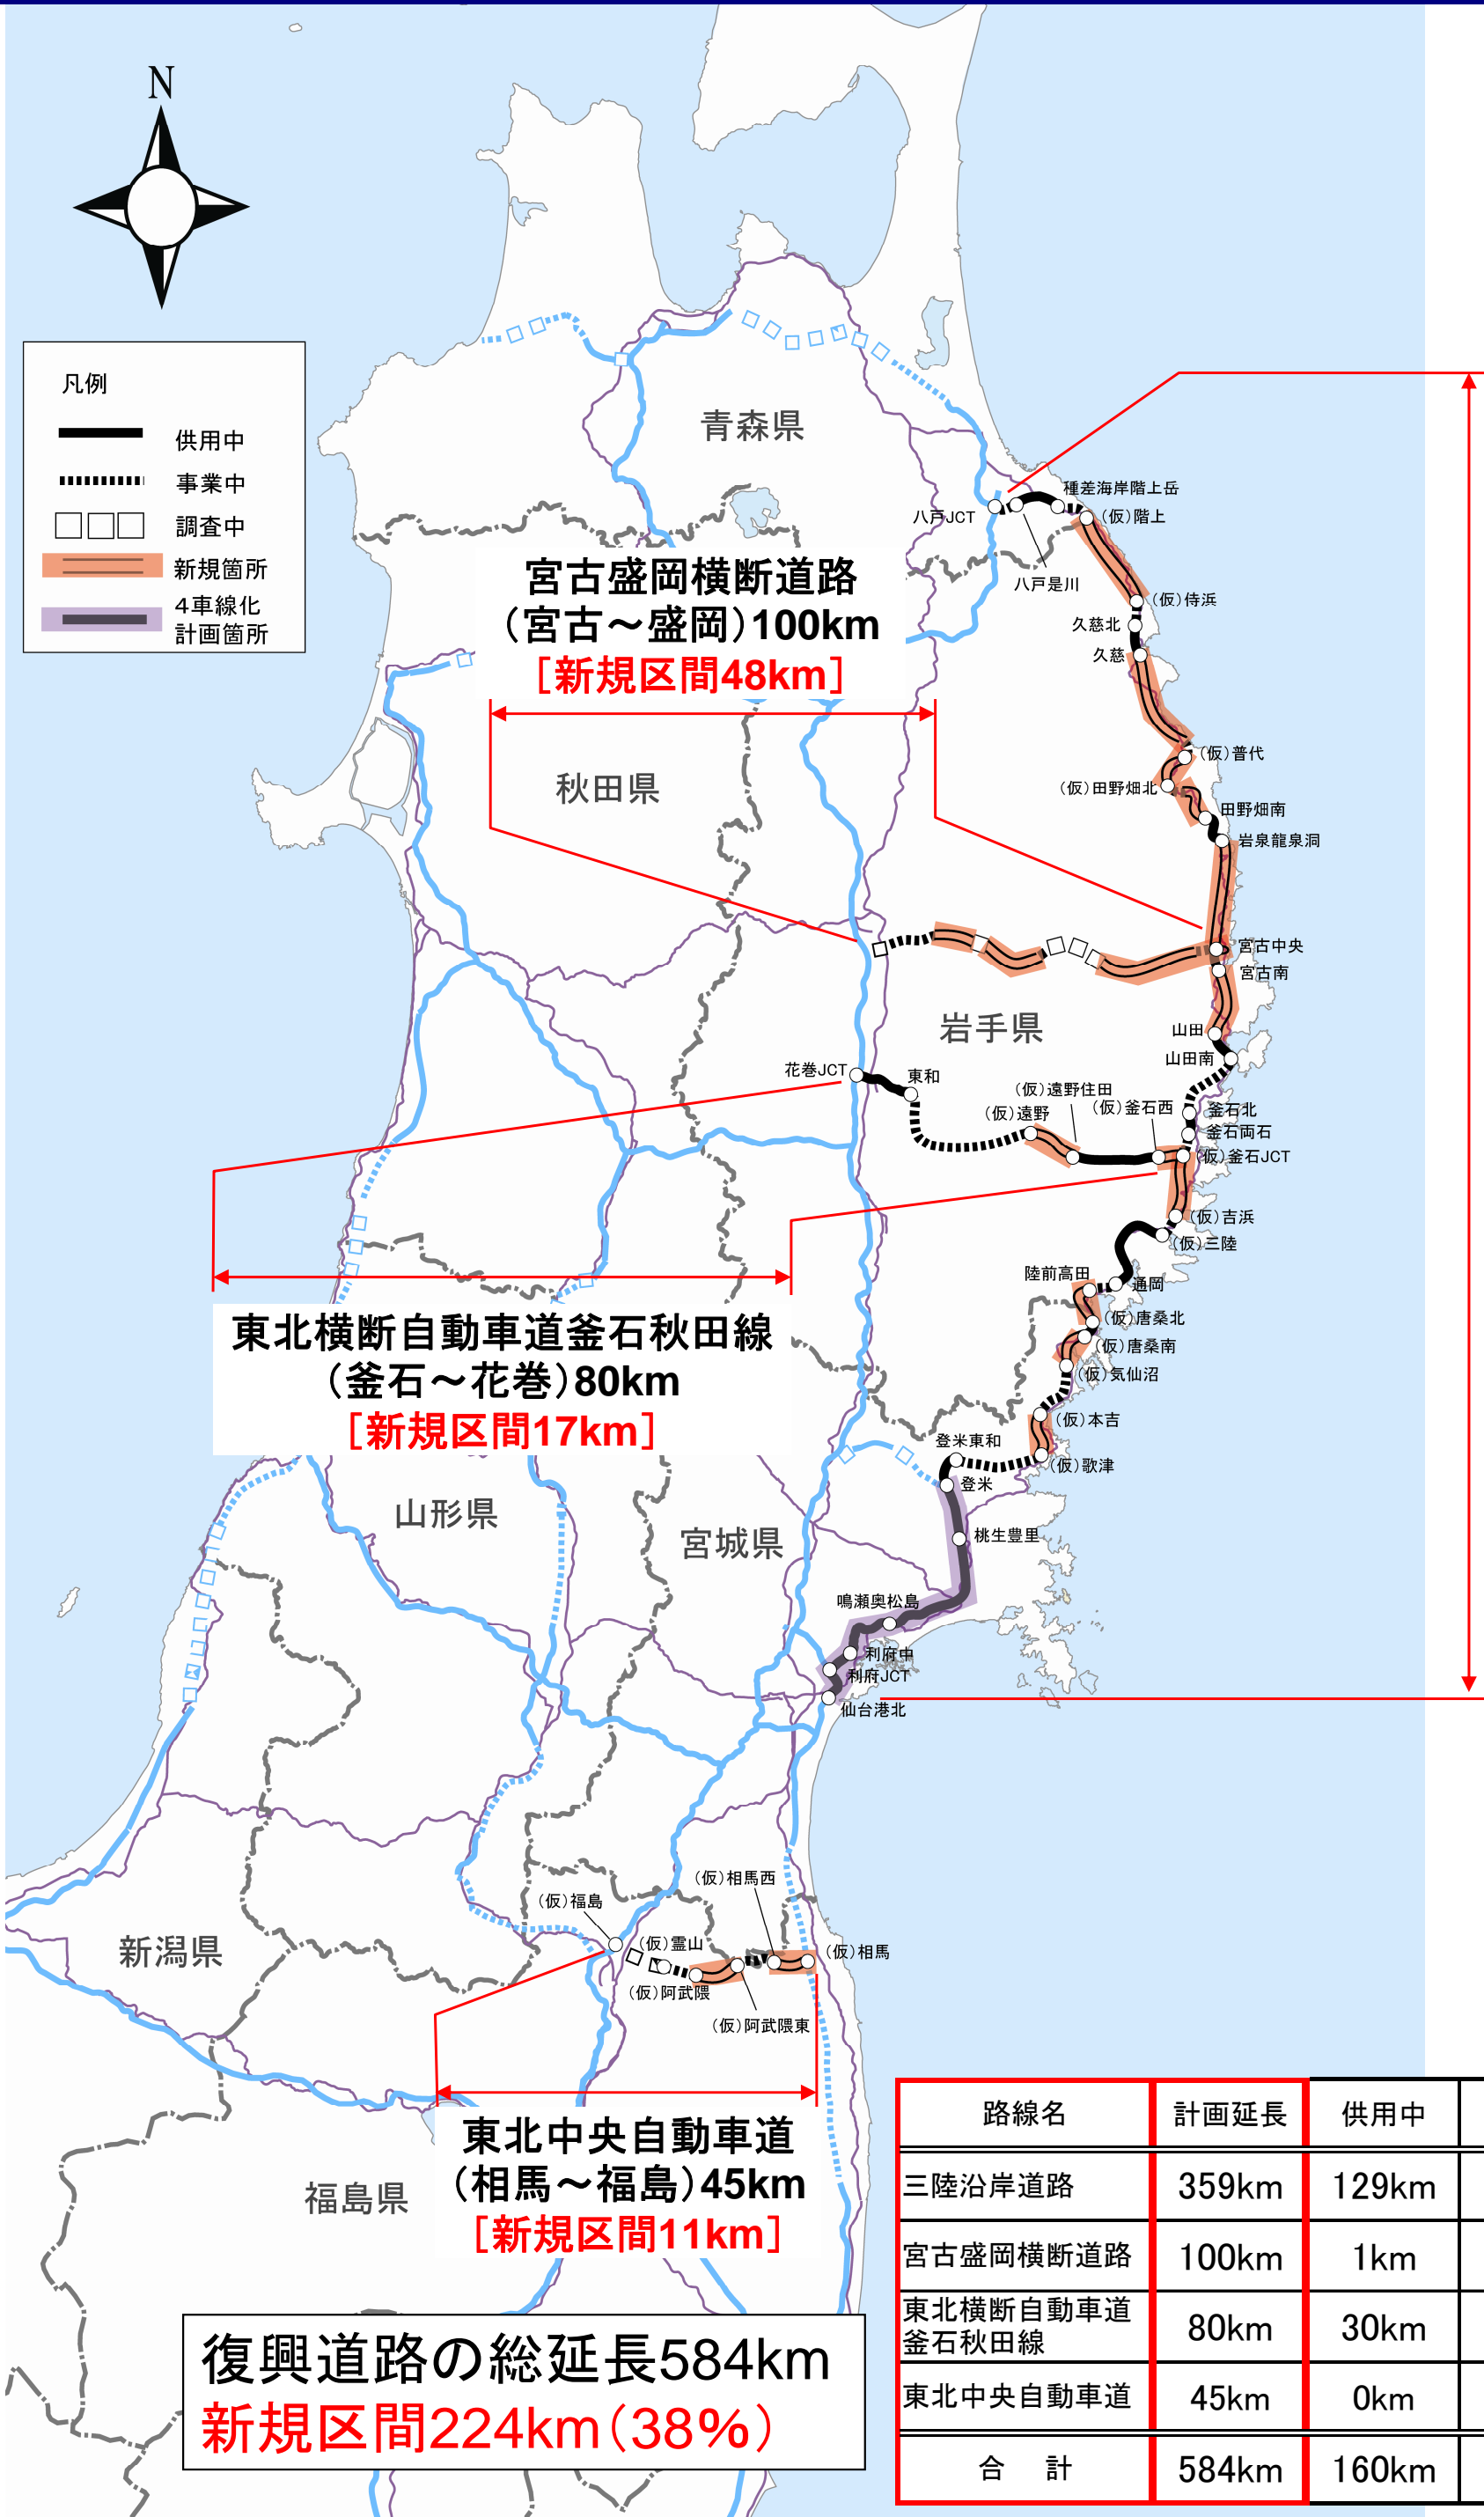 N
凡例
供用中
事業中
調査中
新規箇所
4車線化
計画箇所
青森県
種差海岸階上岳
八戸JCT
(仮)階上
八戸是川
宮古盛岡横断道路
(宮古～盛岡)100km
[新規区間48km]
(仮)侍浜
久慈北
久慈
(仮)普代
秋田県
(仮)田野畑北
田野畑南
岩泉龍泉洞
宮古中央
宮古南
岩手県
山田
山田南
花巻JCT
東和
(仮)遠野住田
(仮)遠野
(仮)釜石西
釜石北
釜石両石
(仮)釜石JCT
(仮)吉浜
(仮)三陸
陸前高田
通岡
東北横断自動車道釜石秋田線
(釜石～花巻)80km
[新規区間17km]
(仮)唐桑北
(仮)唐桑南
(仮)気仙沼
(仮)本吉
登米東和
(仮)歌津
登米
山形県
宮城県
桃生豊里
鳴瀬奥松島
利府中
利府JCT
仙台港北
(仮)相馬西
(仮)福島
新潟県
(仮)霊山
(仮)相馬
(仮)阿武隈
(仮)阿武隈東
東北中央自動車道
(相馬～福島)45km
[新規区間11km]
福島県
復興道路の総延長584km
新規区間224km(38%)
路線名 計画延長 供用中
三陸沿岸道路 359km 129km
宮古盛岡横断道路 100km 1km
東北横断自動車道
釜石秋田線 80km 30km
東北中央自動車道 45km 0km
合 計 584km 160km